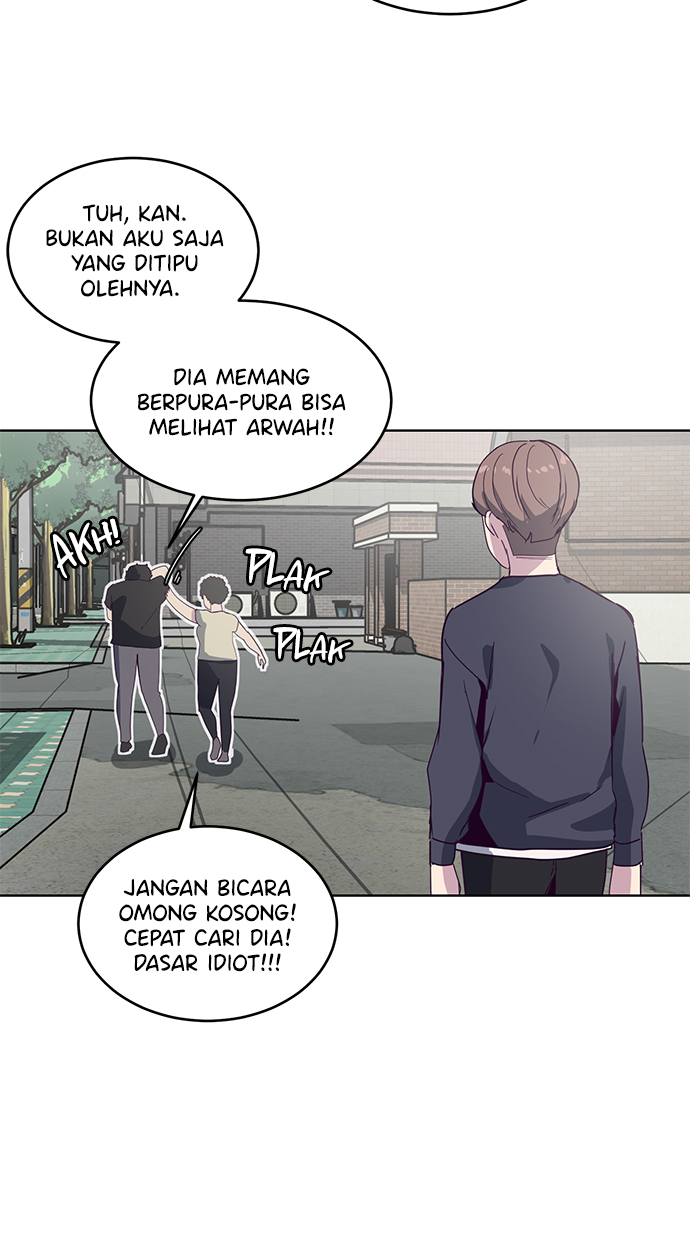 TUH, KAN.
BUKAN AKU SAJA
YANG DITIPU
OLEHNYA.
DIA MEMANG
BERPURA-PURA BISA
MELIHAT ARWAH!!
AKH!
PLAK
PLAK
JANGAN BICARA
OMONG KOSONG!
CEPAT CARI DIA!
DASAR IDIOT!!!